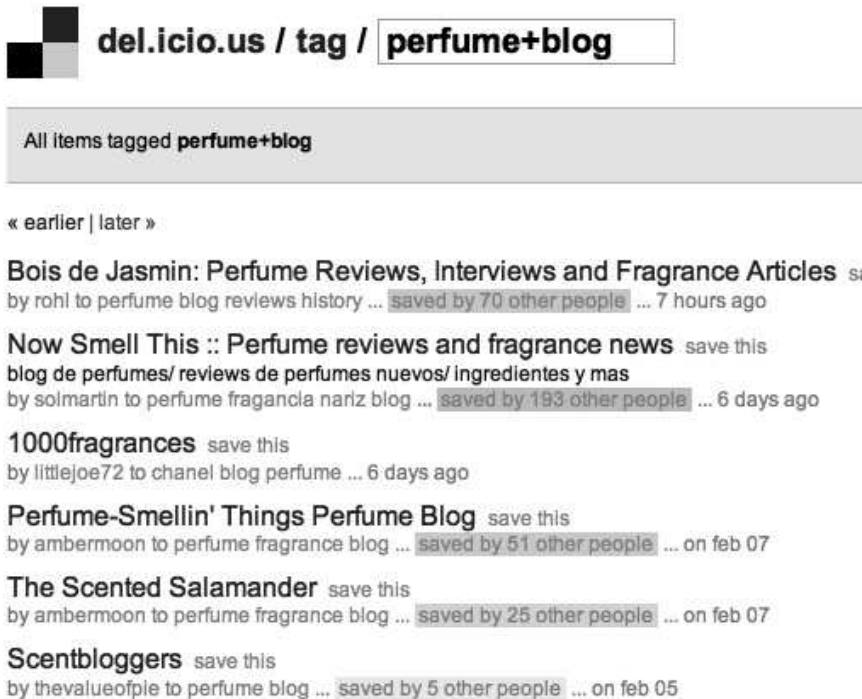 del.icio.us / tag / perfume+blog
All items tagged perfume+blog
« earlier | later »
Bois de Jasmin: Perfume Reviews, Interviews and Fragrance Articles sa
by rohl to perfume blog reviews history ... saved by 70 other people ... 7 hours ago
Now Smell This :: Perfume reviews and fragrance news save this
blog de perfumes/ reviews de perfumes nuevos/ ingredientes y mas
by solmartin to perfume fragancia nariz blog ... saved by 193 other people ... 6 days ago
1000fragrances save this
by littlejoe72 to chanel blog perfume ... 6 days ago
Perfume-Smellin' Things Perfume Blog save this
by ambermoon to perfume fragrance blog ... saved by 51 other people ... on feb 07
The Scented Salamander save this
by ambermoon to perfume fragrance blog ... saved by 25 other people ... on feb 07
Scentbloggers save this
by thevalueofpie to perfume blog ... saved by 5 other people ... on feb 05